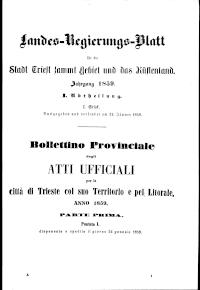 Landes-Regierungs-Blatt
für die
Stadt Triest sammt Gebiet und das Küstenland.
Jahrgang 1859.
I. Abtheilung.
I. Stück.
Ausgegeben und versendet am 24. Jänner 1859.
Bollettino Provinciale
degli
ATTI UFFICIALI
per la
città di Trieste col suo Territorio e pel Litorale,
ANNO 1859.
PARTE PRIMA.
Puntata I.
dispensata e spedita il giorno 24 gennaio 1859.